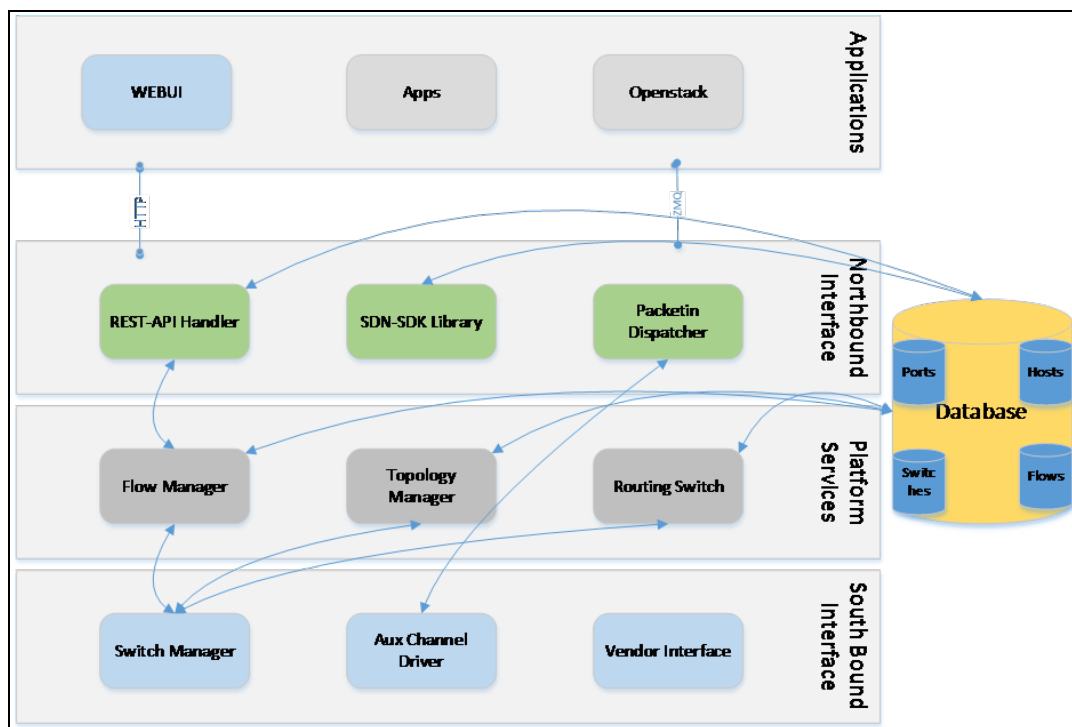 WEBUI
Apps
Openstack
Applications
HTTP
ZMQ
REST-API Handler
SDN-SDK Library
Packetin
Dispatcher
Northbound
Interface
Flow Manager
Topology
Manager
Routing Switch
Platform
Services
Switch Manager
Aux Channel
Driver
Vendor Interface
South Bound
Interface
Ports
Hosts
Database
Switc
hes
Flows